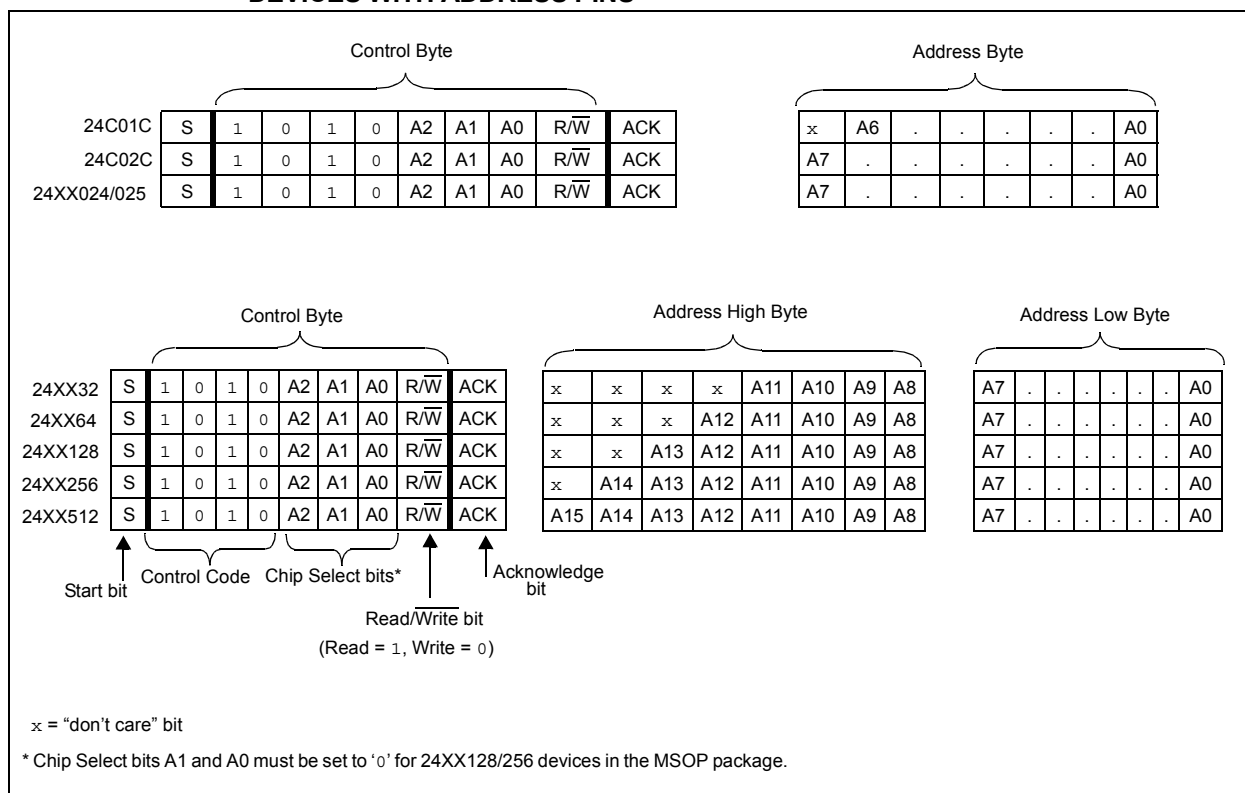 DEVICES WITH ADDRESS PINS
Control Byte
Address Byte
24C01C S 1 0 1 0 A2 A1 A0 R/W ACK x A6 . . . . . A0
24C02C S 1 0 1 0 A2 A1 A0 R/W ACK A7 . . . . . . A0
24XX024/025 S 1 0 1 0 A2 A1 A0 R/W ACK A7 . . . . . . A0
Control Byte
Address High Byte
Address Low Byte
24XX32 S 1 0 1 0 A2 A1 A0 R/W ACK x x x x A11 A10 A9 A8 A7 . . . . . . A0
24XX64 S 1 0 1 0 A2 A1 A0 R/W ACK x x x A12 A11 A10 A9 A8 A7 . . . . . . A0
24XX128 S 1 0 1 0 A2 A1 A0 R/W ACK x x A13 A12 A11 A10 A9 A8 A7 . . . . . . A0
24XX256 S 1 0 1 0 A2 A1 A0 R/W ACK x A14 A13 A12 A11 A10 A9 A8 A7 . . . . . . A0
24XX512 S 1 0 1 0 A2 A1 A0 R/W ACK A15 A14 A13 A12 A11 A10 A9 A8 A7 . . . . . . A0
Start bit
Control Code
Chip Select bits*
Acknowledge
bit
Read/Write bit
(Read = 1, Write = 0)
x = “don’t care” bit
* Chip Select bits A1 and A0 must be set to ‘0’ for 24XX128/256 devices in the MSOP package.